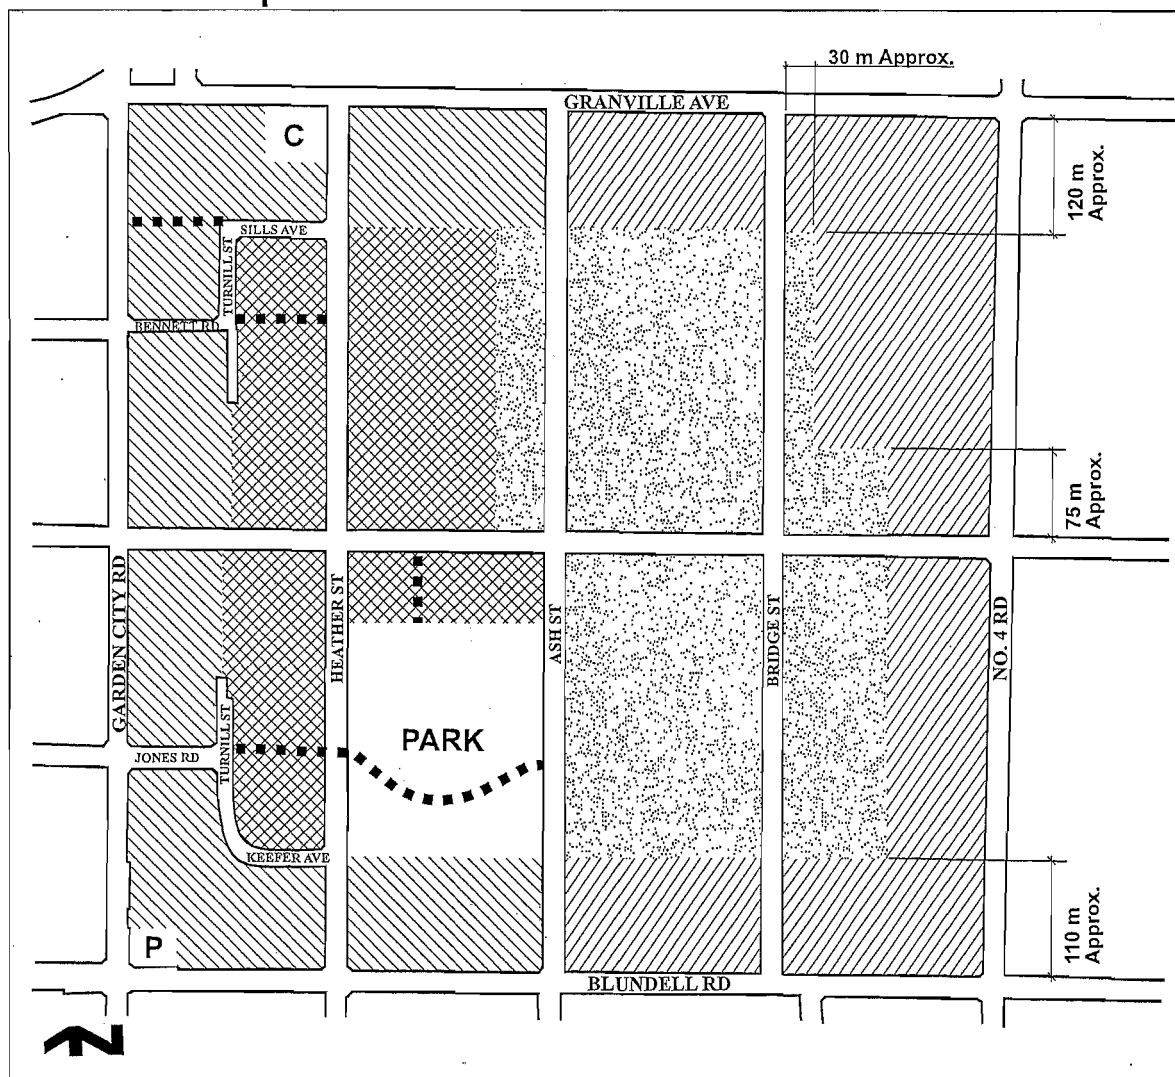 30 m Approx.
GRANVILLE AVE
C
120 m
Approx.
SILLS AVE
TURNILL ST
BENNETT RD
75 m
Approx.
GARDEN CITY RD
HEATHER ST
ASH ST
BRIDGE ST
NO. 4 RD
PARK
JONES RD
TURNILL ST
KEEFER AVE
P
110 m
Approx.
BLUNDELL RD
N